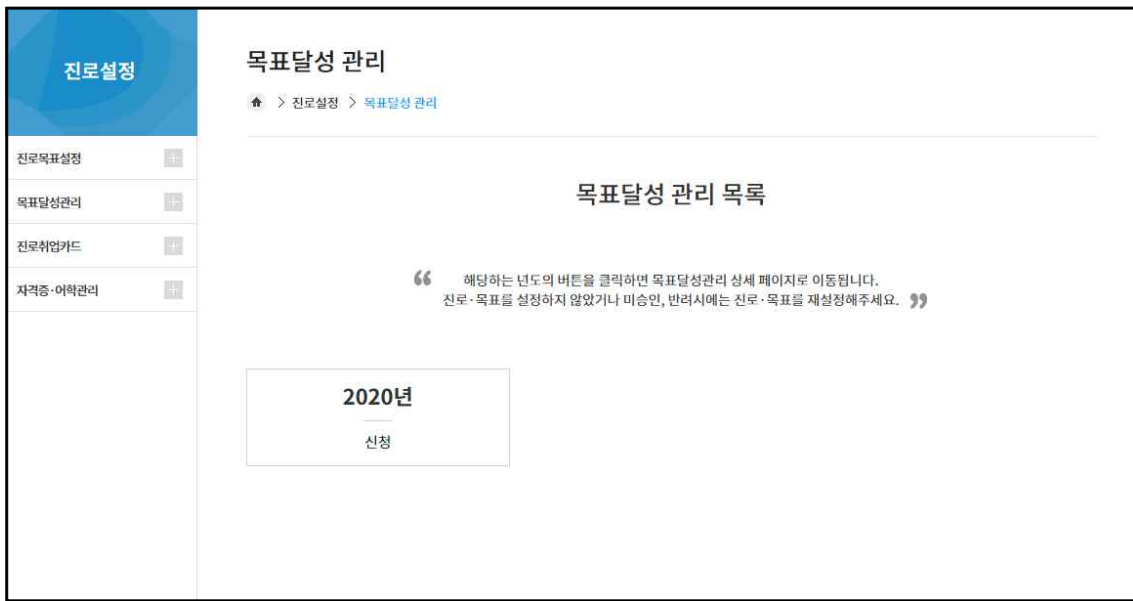 진로설정
진로목표설정
목표달성관리
진로취업카드
자격증·어학관리
목표달성 관리
> 진로설정 > 목표달성 관리
목표달성 관리 목록
“ 해당하는 년도의 버튼을 클릭하면 목표달성관리 상세 페이지로 이동됩니다.
진로·목표를 설정하지 않았거나 미승인, 반려시에는 진로·목표를 재설정해주세요. ”
2020년
신청